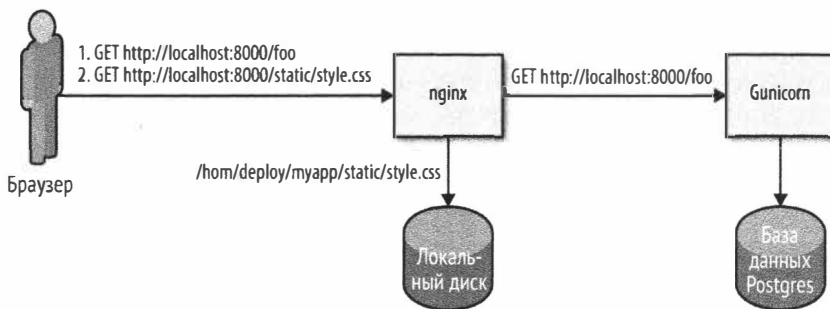 1. GET http://localhost:8000/foo
2. GET http://localhost:8000/static/style.css
nginx
GET http://localhost:8000/foo
Gunicorn
Браузер
/hom/deploy/myapp/static/style.css
Локаль-
ный диск
База
данных
Postgres